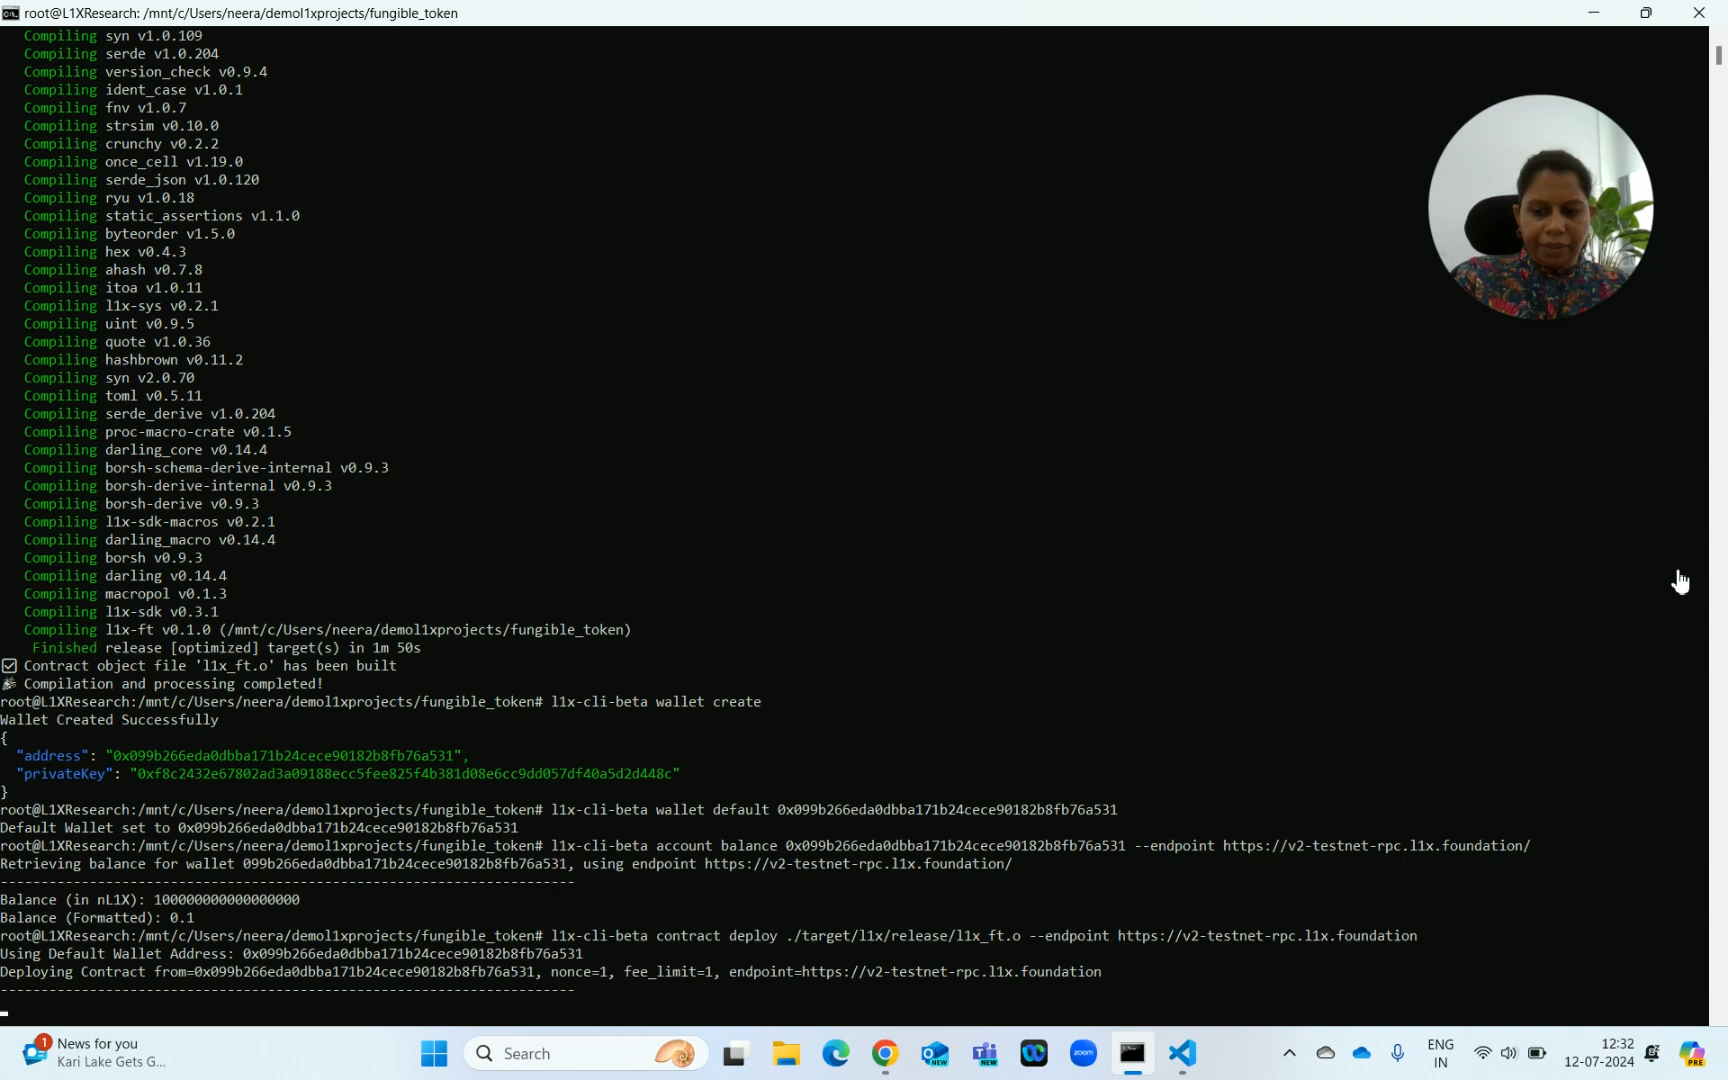 root@L1XResearch: /mnt/c/Users/neera/demol1xprojects/fungible_token
Compiling syn v1.0.109
Compiling serde v1.0.204
Compiling version_check v0.9.4
Compiling ident_case v1.0.1
Compiling fnv v1.0.7
Compiling strsim v0.10.0
Compiling crunchy v0.2.2
Compiling once_cell v1.19.0
Compiling serde_json v1.0.120
Compiling ryu v1.0.18
Compiling static_assertions v1.1.0
Compiling byteorder v1.5.0
Compiling hex v0.4.3
Compiling ahash v0.7.8
Compiling itoa v1.0.11
Compiling l1x-sys v0.2.1
Compiling uint v0.9.5
Compiling quote v1.0.36
Compiling hashbrown v0.11.2
Compiling syn v2.0.70
Compiling toml v0.5.11
Compiling serde_derive v1.0.204
Compiling proc-macro-crate v0.1.5
Compiling darling_core v0.14.4
Compiling borsh-schema-derive-internal v0.9.3
Compiling borsh-derive-internal v0.9.3
Compiling borsh-derive v0.9.3
Compiling l1x-sdk-macros v0.2.1
Compiling darling_macro v0.14.4
Compiling borsh v0.9.3
Compiling darling v0.14.4
Compiling macropol v0.1.3
Compiling l1x-sdk v0.3.1
Compiling l1x-ft v0.1.0 (/mnt/c/Users/neera/demol1xprojects/fungible_token)
Finished release [optimized] target(s) in 1m 50s
☑ Contract object file 'l1x_ft.o' has been built
🎉 Compilation and processing completed!
root@L1XResearch:/mnt/c/Users/neera/demol1xprojects/fungible_token# l1x-cli-beta wallet create
Wallet Created Successfully
{
"address": "0x099b266eda0dbba171b24cece90182b8fb76a531",
"privateKey": "0xf8c2432e67802ad3a09188ecc5fee825f4b381d08e6cc9dd057df40a5d2d448c"
}
root@L1XResearch:/mnt/c/Users/neera/demol1xprojects/fungible_token# l1x-cli-beta wallet default 0x099b266eda0dbba171b24cece90182b8fb76a531
Default Wallet set to 0x099b266eda0dbba171b24cece90182b8fb76a531
root@L1XResearch:/mnt/c/Users/neera/demol1xprojects/fungible_token# l1x-cli-beta account balance 0x099b266eda0dbba171b24cece90182b8fb76a531 --endpoint https://v2-testnet-rpc.l1x.foundation/
Retrieving balance for wallet 099b266eda0dbba171b24cece90182b8fb76a531, using endpoint https://v2-testnet-rpc.l1x.foundation/
-----------------------------------------------------------------------
Balance (in nL1X): 100000000000000000
Balance (Formatted): 0.1
root@L1XResearch:/mnt/c/Users/neera/demol1xprojects/fungible_token# l1x-cli-beta contract deploy ./target/l1x/release/l1x_ft.o --endpoint https://v2-testnet-rpc.l1x.foundation
Using Default Wallet Address: 0x099b266eda0dbba171b24cece90182b8fb76a531
Deploying Contract from=0x099b266eda0dbba171b24cece90182b8fb76a531, nonce=1, fee_limit=1, endpoint=https://v2-testnet-rpc.l1x.foundation
-----------------------------------------------------------------------
1
News for you
Kari Lake Gets G...
Search
NEW
NEW
zoom
ENG
IN
12:32
12-07-2024
PRE